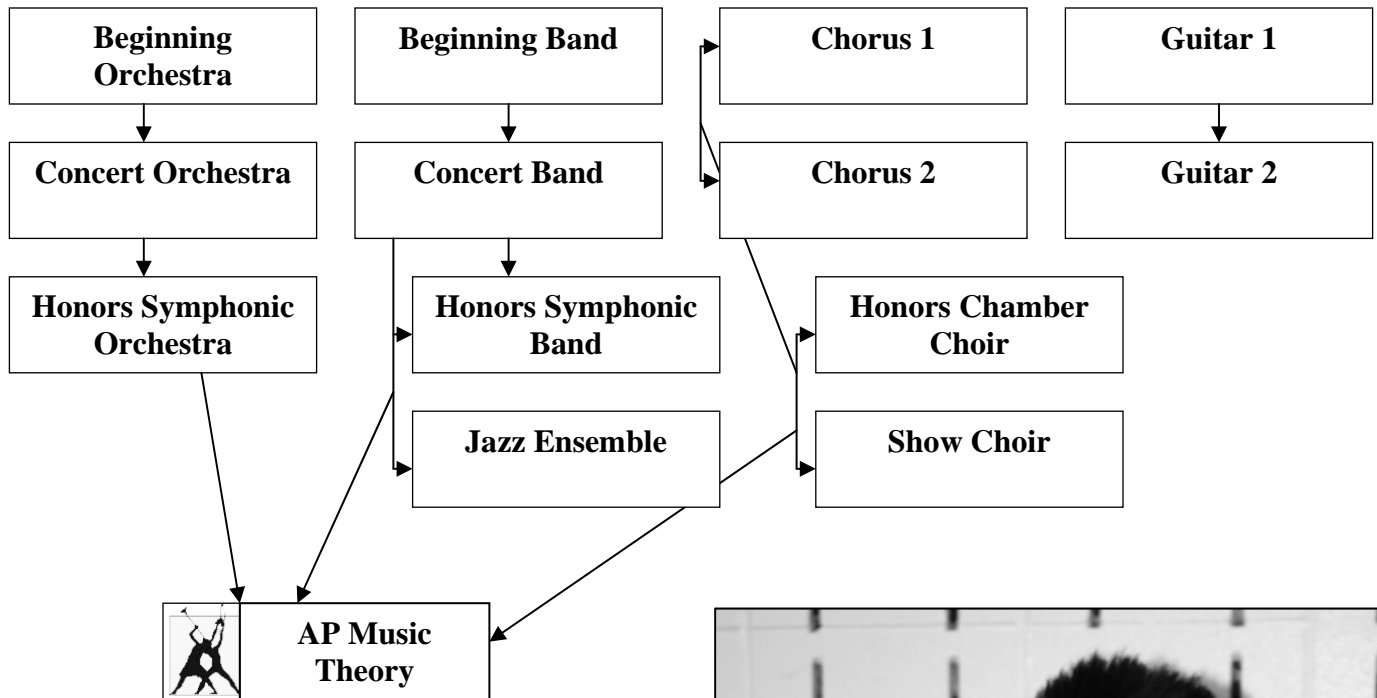 Beginning
Orchestra
Beginning Band
Chorus 1
Guitar 1
Concert Orchestra
Concert Band
Chorus 2
Guitar 2
Honors Symphonic
Orchestra
Honors Symphonic
Band
Honors Chamber
Choir
Jazz Ensemble
Show Choir
AP Music
Theory